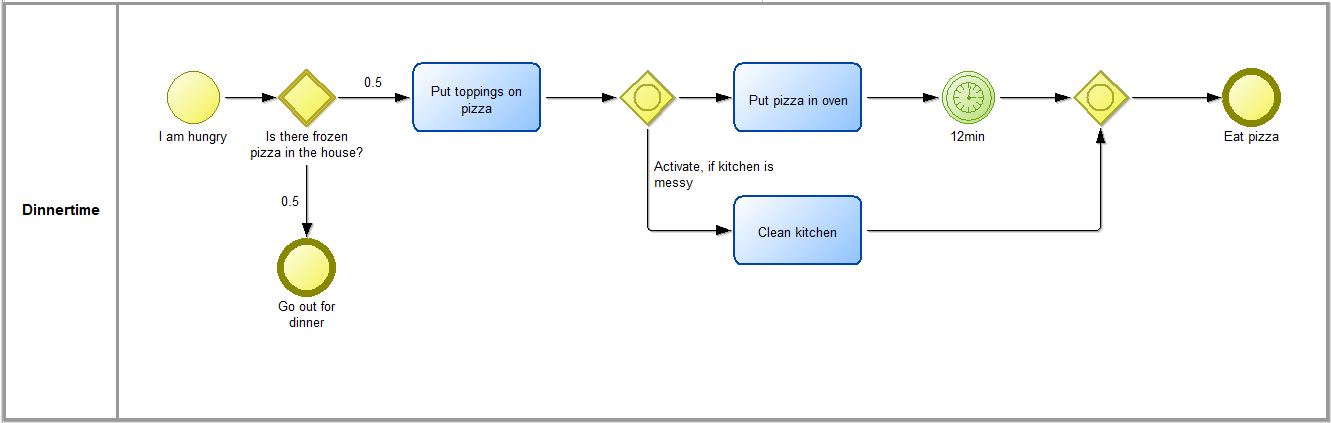 Dinnertime
I am hungry
Is there frozen
pizza in the house?
0.5
0.5
Go out for
dinner
Put toppings on
pizza
Activate, if kitchen is
messy
Put pizza in oven
Clean kitchen
12min
Eat pizza